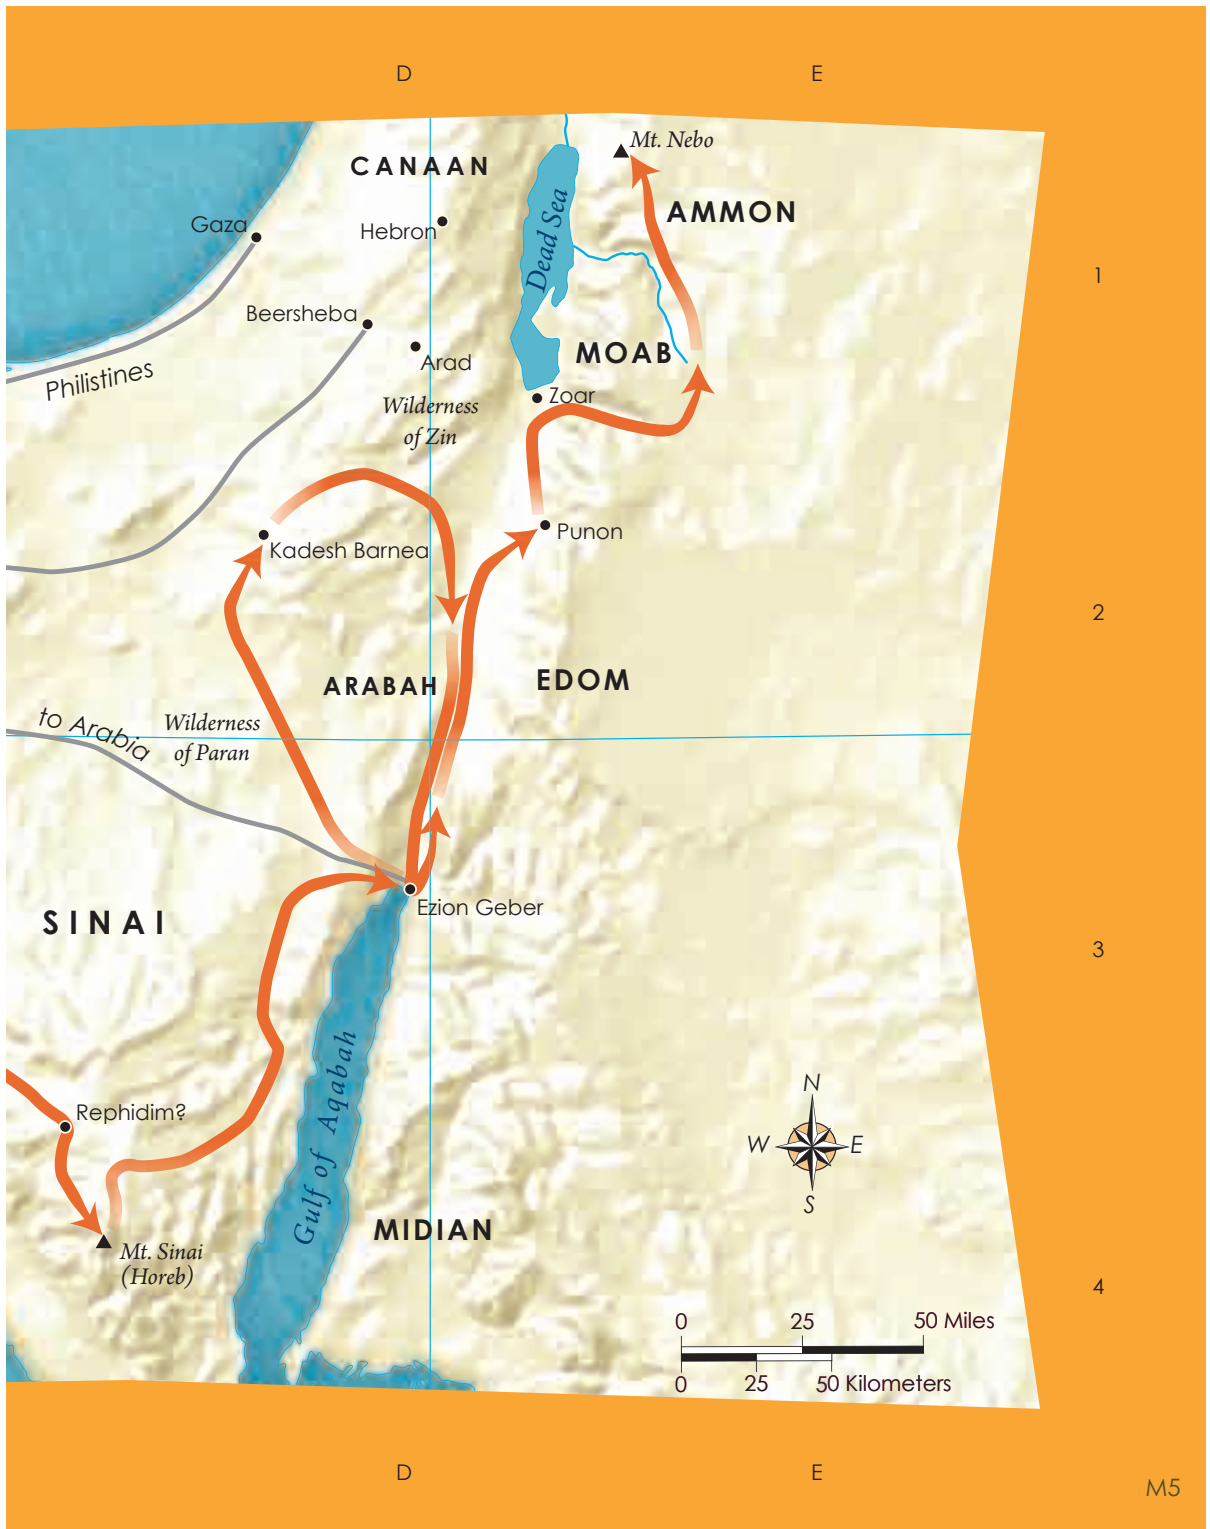 D
E
Mt. Nebo
CANAAN
AMMON
Gaza
Hebron
Dead Sea
1
Beersheba
MOAB
Arad
Philistines
Zoar
Wilderness
of Zin
Punon
Kadesh Barnea
2
ARABAH
EDOM
to Arabia
Wilderness
of Paran
Ezion Geber
SINAI
3
Gulf of Aqabah
N
Rephidim?
W
E
S
MIDIAN
Mt. Sinai
(Horeb)
4
0 25 50 Miles
0 25 50 Kilometers
D
E
M5